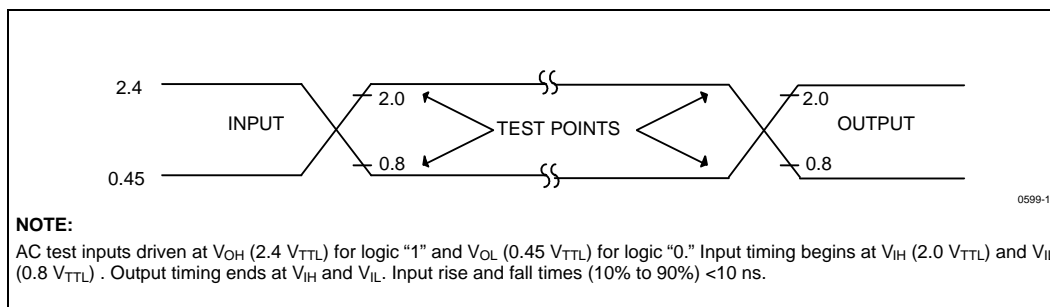 2.4
2.0
2.0
INPUT
TEST POINTS
OUTPUT
0.8
0.8
0.45
0599-1
NOTE:
AC test inputs driven at VOH (2.4 VTTL) for logic “1” and VOL (0.45 VTTL) for logic “0.” Input timing begins at VIH (2.0 VTTL) and
(0.8 VTTL) . Output timing ends at VIH and VIL. Input rise and fall times (10% to 90%) <10 ns.